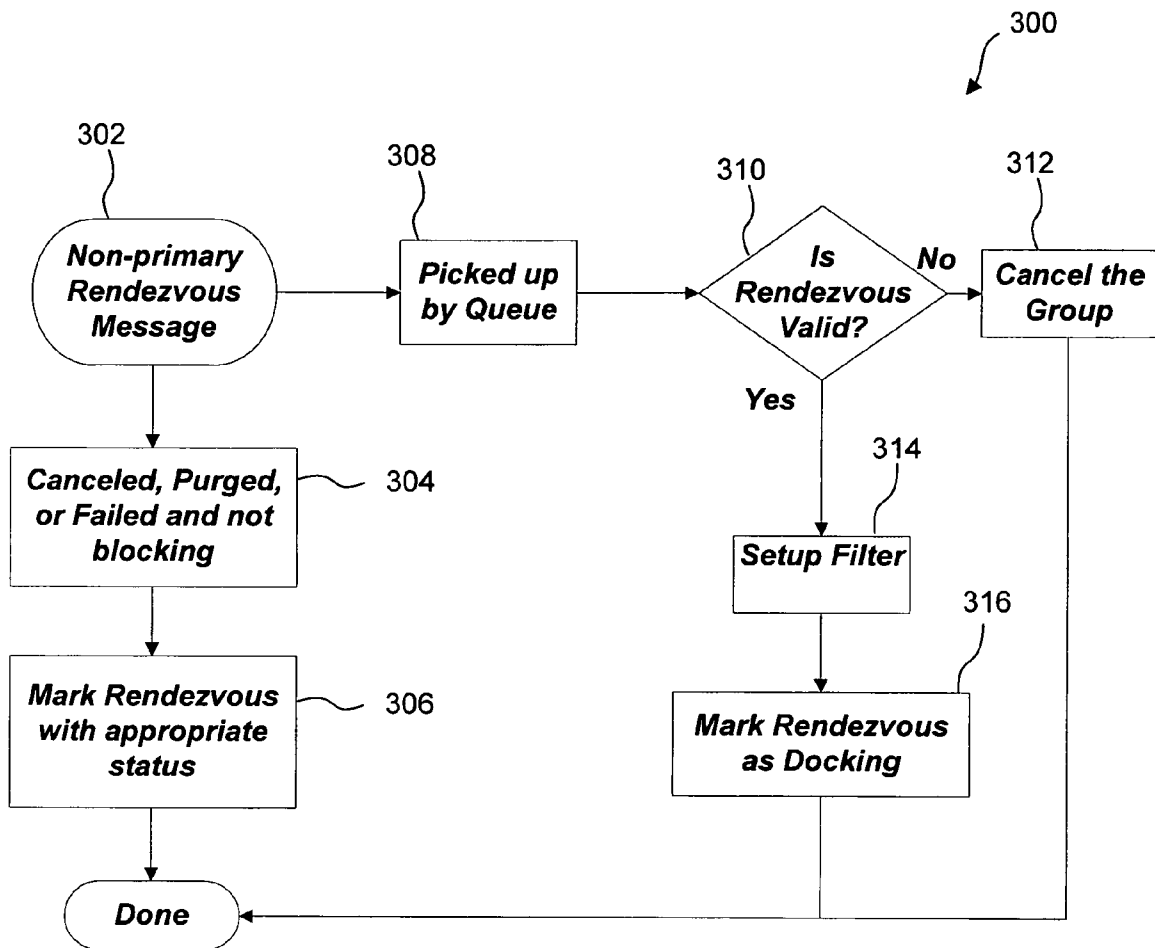 300
302
308
310
312
Non-primary
Rendezvous
Message
Picked up
by Queue
Is
Rendezvous
Valid?
No
Cancel the
Group
Yes
Canceled, Purged,
or Failed and not
blocking
304
314
Setup Filter
Mark Rendezvous
with appropriate
status
306
316
Mark Rendezvous
as Docking
Done